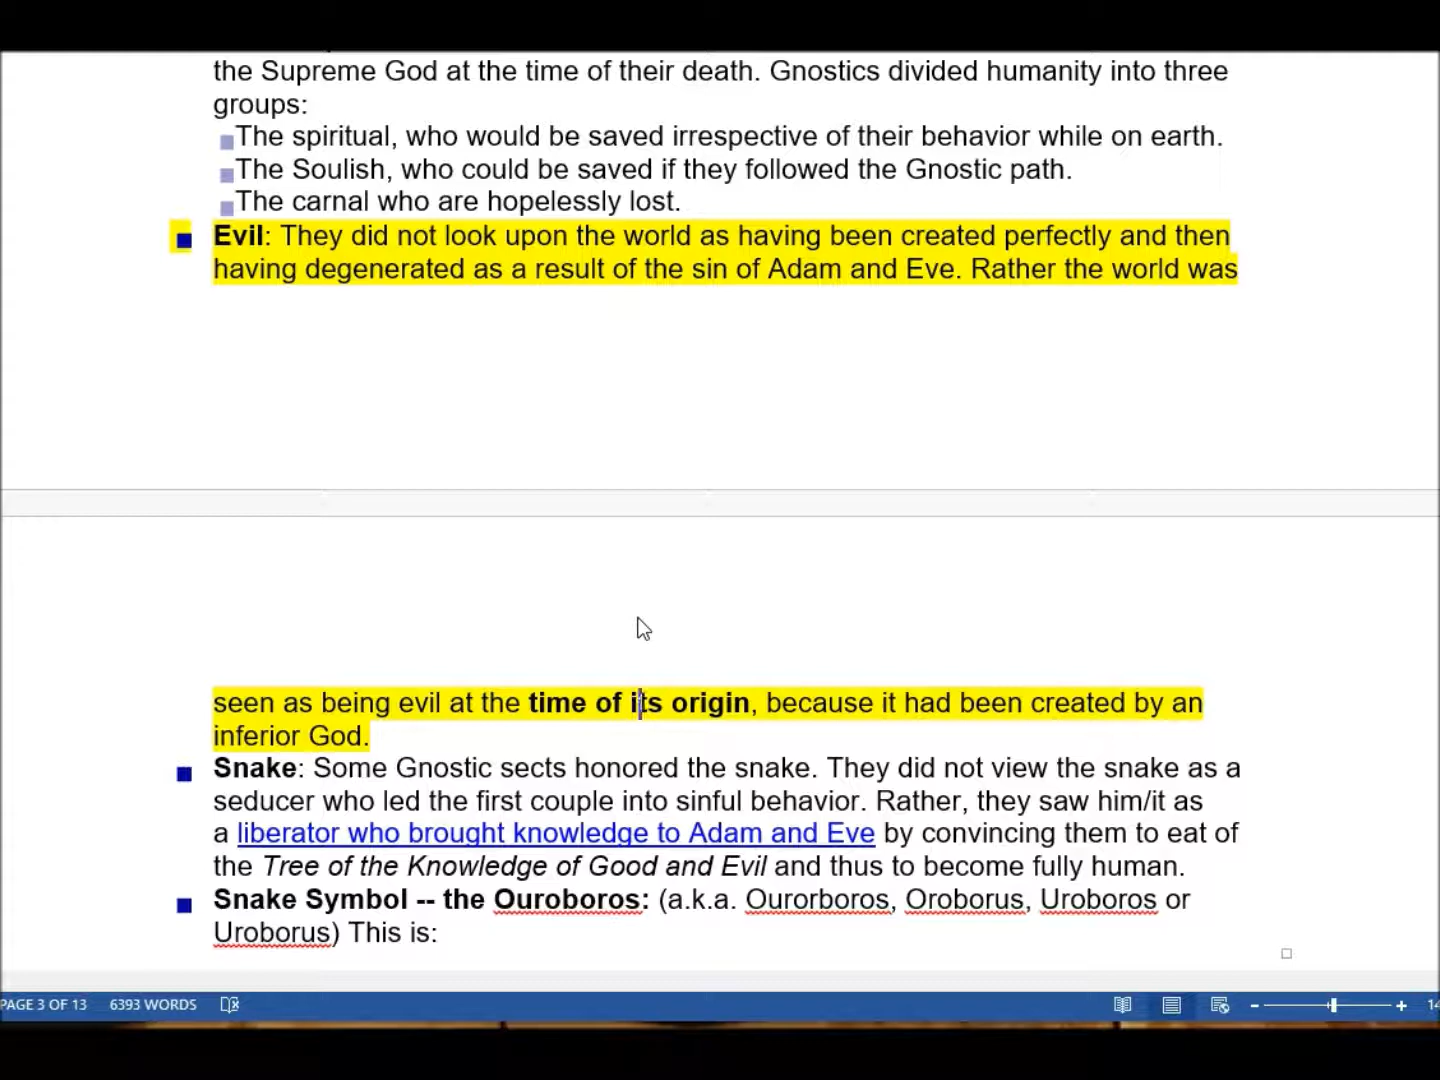 the Supreme God at the time of their death. Gnostics divided humanity into three
groups:
The spiritual, who would be saved irrespective of their behavior while on earth.
The Soulish, who could be saved if they followed the Gnostic path.
The carnal who are hopelessly lost.
Evil: They did not look upon the world as having been created perfectly and then
having degenerated as a result of the sin of Adam and Eve. Rather the world was
seen as being evil at the time of its origin, because it had been created by an
inferior God.
Snake: Some Gnostic sects honored the snake. They did not view the snake as a
seducer who led the first couple into sinful behavior. Rather, they saw him/it as
a liberator who brought knowledge to Adam and Eve by convincing them to eat of
the Tree of the Knowledge of Good and Evil and thus to become fully human.
Snake Symbol -- the Ouroboros: (a.k.a. Ourorboros, Oroborus, Uroboros or
Uroborus) This is:
PAGE 3 OF 13 6393 WORDS